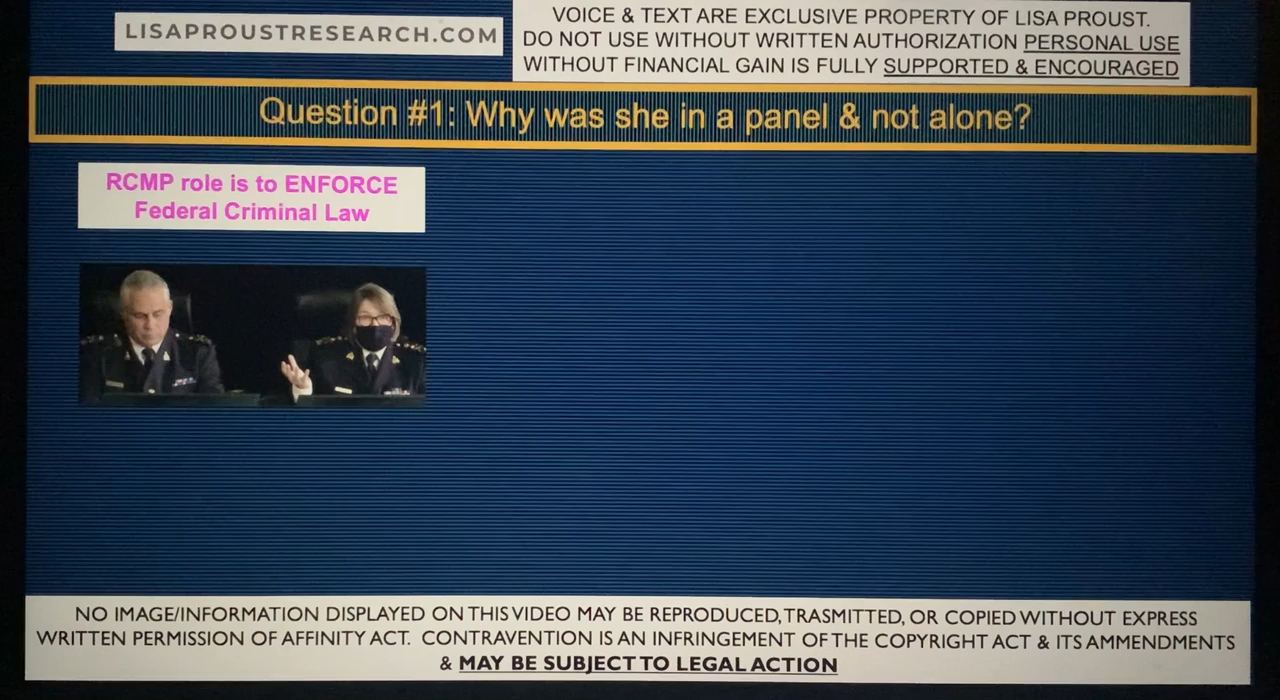 LISAPROUSTRESEARCH.COM
VOICE & TEXT ARE EXCLUSIVE PROPERTY OF LISA PROUST.
DO NOT USE WITHOUT WRITTEN AUTHORIZATION PERSONAL USE
WITHOUT FINANCIAL GAIN IS FULLY SUPPORTED & ENCOURAGED
Question #1: Why was she in a panel & not alone?
RCMP role is to ENFORCE
Federal Criminal Law
NO IMAGE/INFORMATION DISPLAYED ON THIS VIDEO MAY BE REPRODUCED, TRASMITTED, OR COPIED WITHOUT EXPRESS
WRITTEN PERMISSION OF AFFINITY ACT. CONTRAVENTION IS AN INFRINGEMENT OF THE COPYRIGHT ACT & ITS AMMENDMENTS
& MAY BE SUBJECT TO LEGAL ACTION